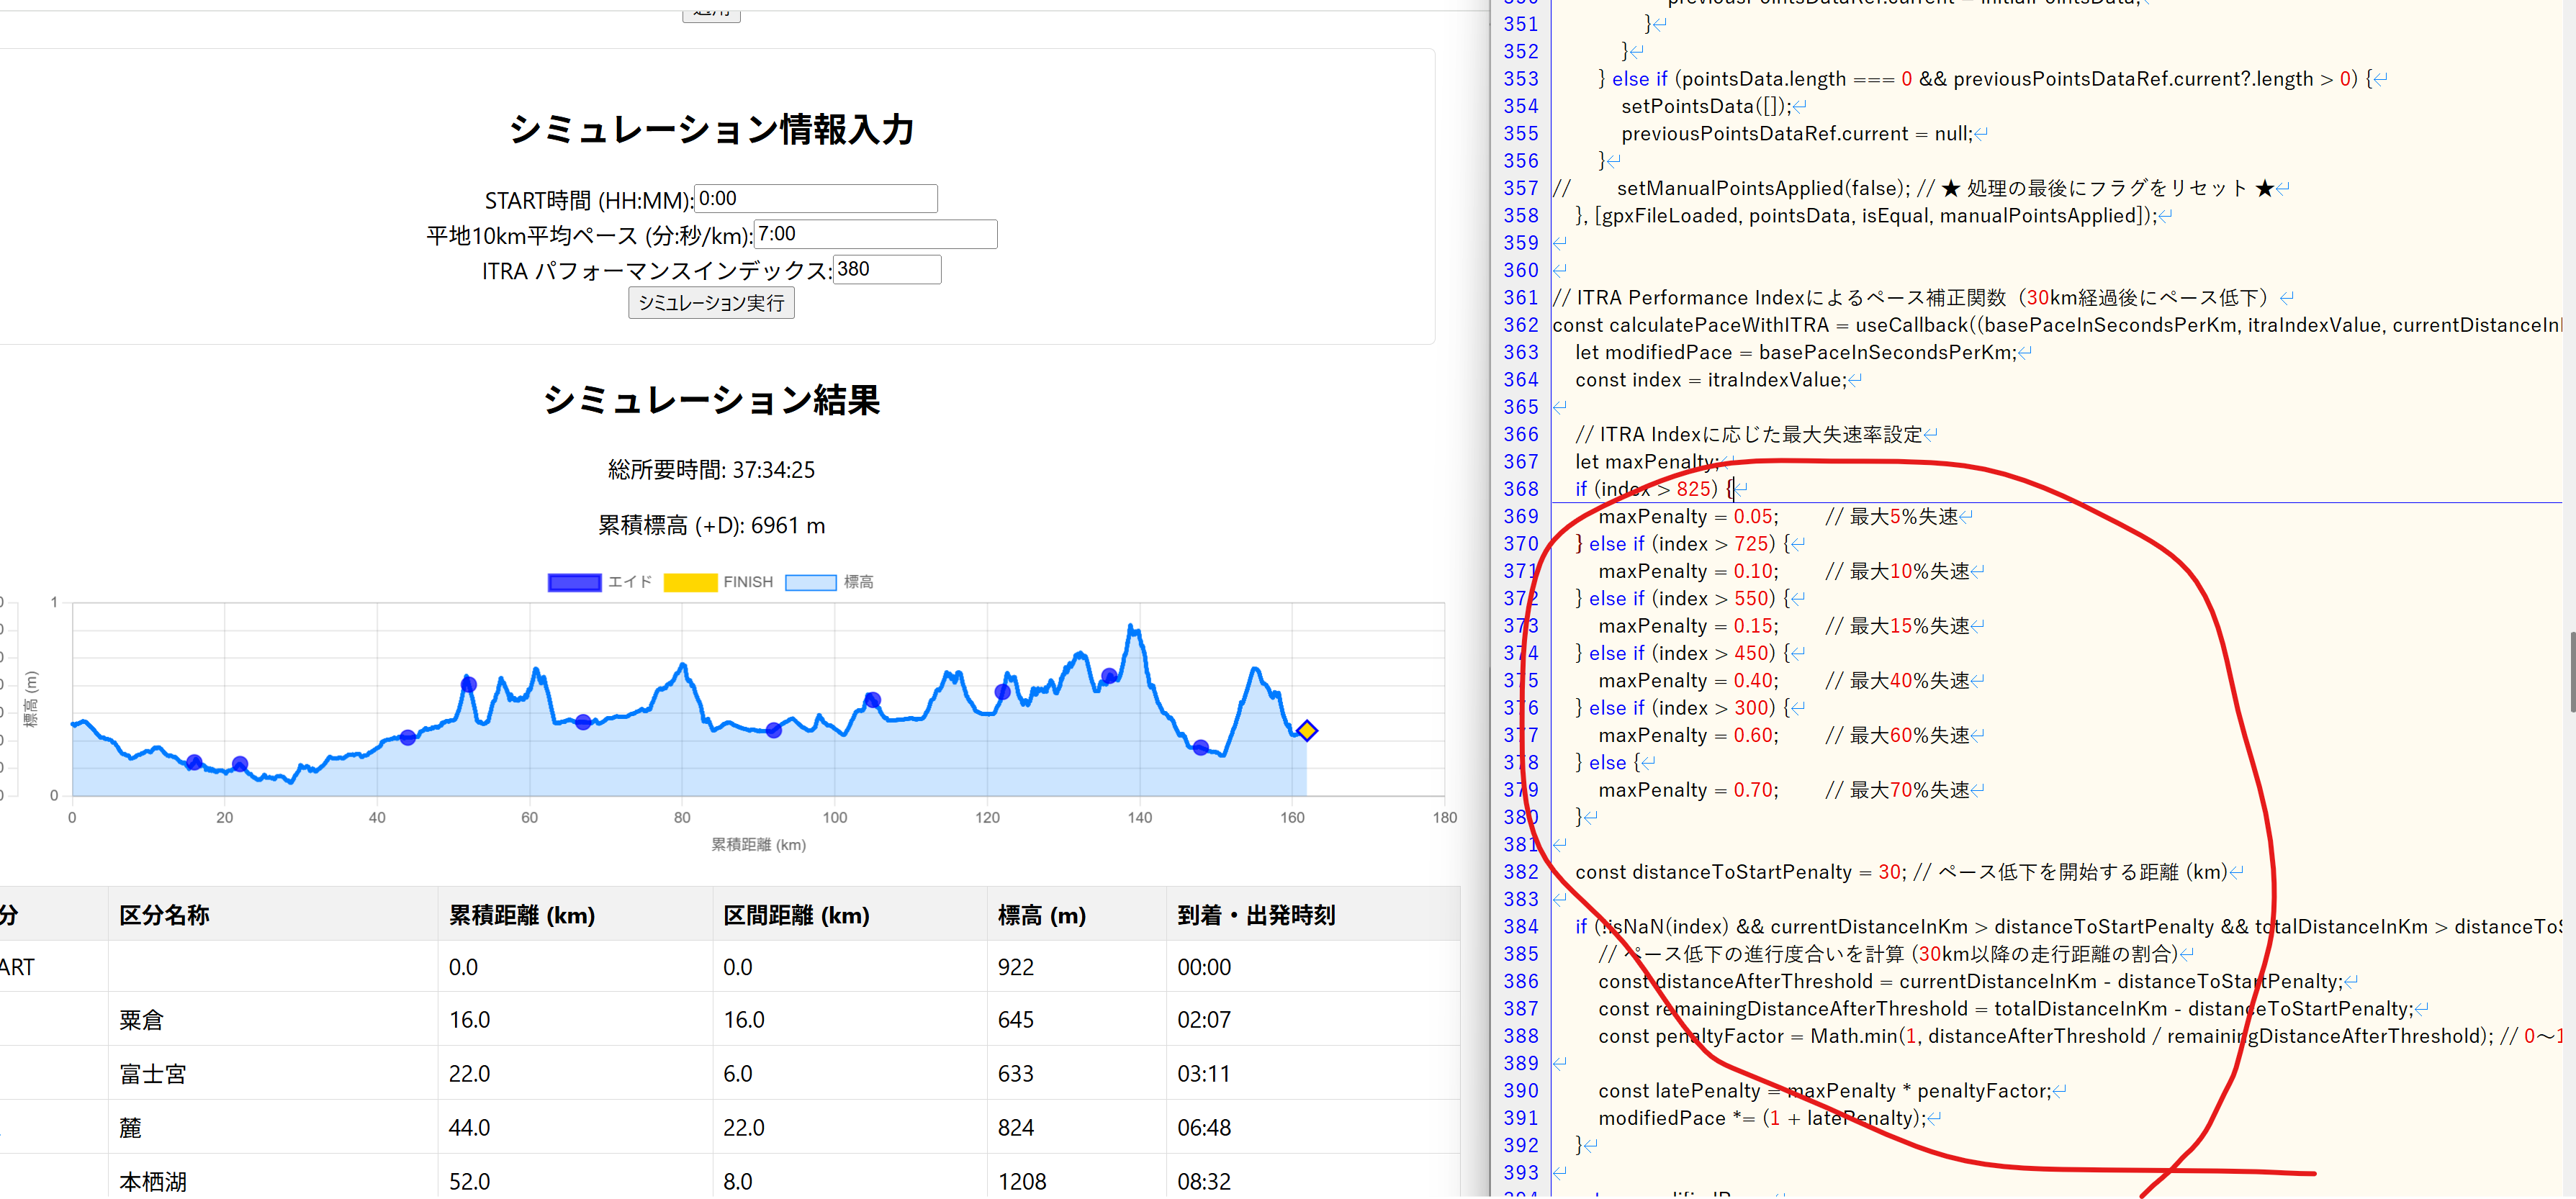 シミュレーション情報入力
START時間 (HH:MM): 0:00
平地10km平均ペース (分:秒/km): 7:00
ITRA パフォーマンスインデックス: 380
シミュレーション実行
シミュレーション結果
総所要時間: 37:34:25
累積標高 (+D): 6961 m
エイド FINISH 標高
1
標高 (m)
0
0 20 40 60 80 100 120 140 160 180
累積距離 (km)
分 区分名称 累積距離 (km) 区間距離 (km) 標高 (m) 到着・出発時刻
ART 0.0 0.0 922 00:00
粟倉 16.0 16.0 645 02:07
富士宮 22.0 6.0 633 03:11
麓 44.0 22.0 824 06:48
本栖湖 52.0 8.0 1208 08:32
351 }
352 }
353 } else if (pointsData.length === 0 && previousPointsDataRef.current?.length > 0) {
354 setPointsData([]);
355 previousPointsDataRef.current = null;
356 }
357 // setManualPointsApplied(false); // ★ 処理の最後にフラグをリセット ★
358 }, [gpxFileLoaded, pointsData, isEqual, manualPointsApplied]);
359
360
361 // ITRA Performance Indexによるペース補正関数（30km経過後にペース低下）
362 const calculatePaceWithITRA = useCallback((basePaceInSecondsPerKm, itraIndexValue, currentDistanceIn
363 let modifiedPace = basePaceInSecondsPerKm;
364 const index = itraIndexValue;
365
366 // ITRA Indexに応じた最大失速率設定
367 let maxPenalty;
368 if (index > 825) {
369 maxPenalty = 0.05; // 最大5%失速
370 } else if (index > 725) {
371 maxPenalty = 0.10; // 最大10%失速
372 } else if (index > 550) {
373 maxPenalty = 0.15; // 最大15%失速
374 } else if (index > 450) {
375 maxPenalty = 0.40; // 最大40%失速
376 } else if (index > 300) {
377 maxPenalty = 0.60; // 最大60%失速
378 } else {
379 maxPenalty = 0.70; // 最大70%失速
380 }
381
382 const distanceToStartPenalty = 30; // ペース低下を開始する距離 (km)
383
384 if (!isNaN(index) && currentDistanceInKm > distanceToStartPenalty && totalDistanceInKm > distanceToS
385 // ペース低下の進行度合いを計算 (30km以降の走行距離の割合)
386 const distanceAfterThreshold = currentDistanceInKm - distanceToStartPenalty;
387 const remainingDistanceAfterThreshold = totalDistanceInKm - distanceToStartPenalty;
388 const penaltyFactor = Math.min(1, distanceAfterThreshold / remainingDistanceAfterThreshold); // 0～1
389
390 const latePenalty = maxPenalty * penaltyFactor;
391 modifiedPace *= (1 + latePenalty);
392 }
393